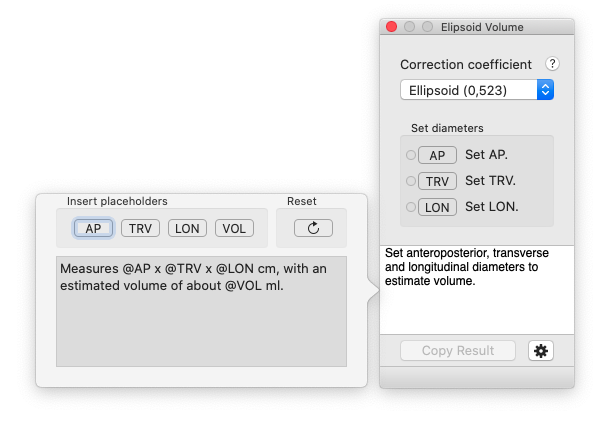 Elipsoid Volume
Correction coefficient ?
Ellipsoid (0,523)
Set diameters
AP Set AP.
TRV Set TRV.
LON Set LON.
Set anteroposterior, transverse
and longitudinal diameters to
estimate volume.
Copy Result
Insert placeholders
Reset
AP TRV LON VOL
Measures @AP x @TRV x @LON cm, with an
estimated volume of about @VOL ml.